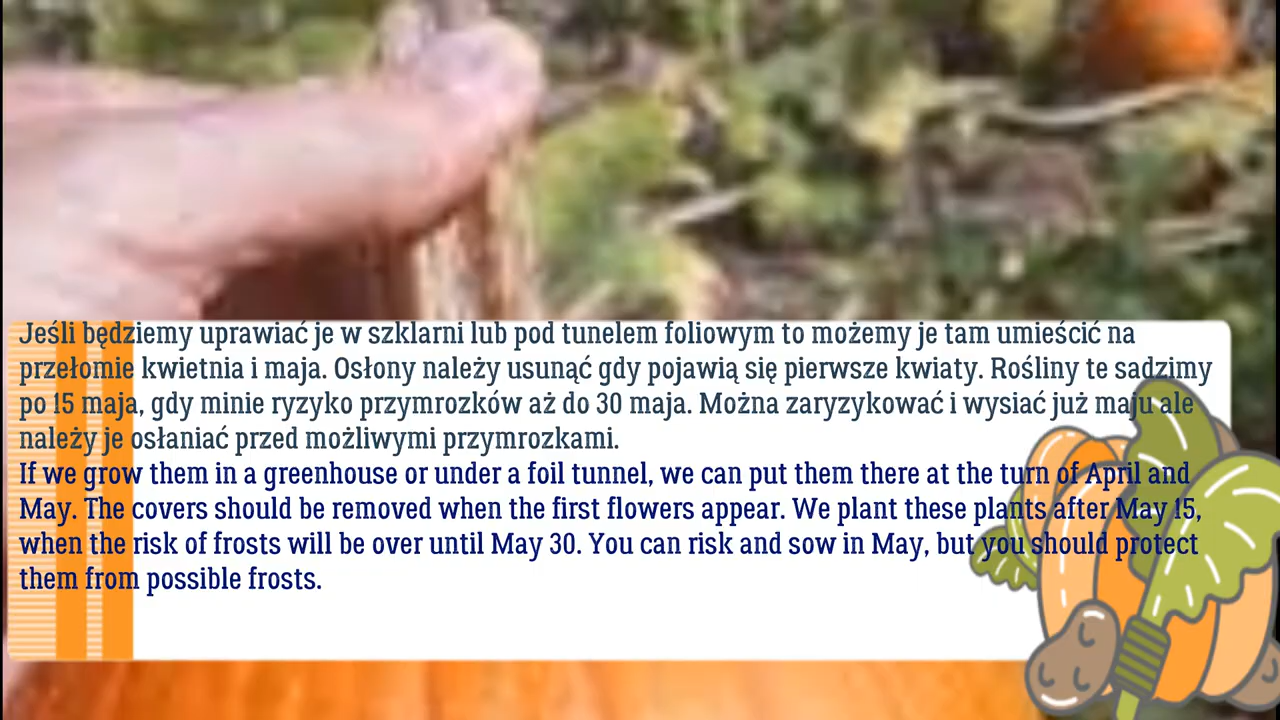 Jeśli będziemy uprawiać je w szklarni lub pod tunelem foliowym to możemy je tam umieścić na
przełomie kwietnia i maja. Osłony należy usunąć gdy pojawią się pierwsze kwiaty. Rośliny te sadzimy
po 15 maja, gdy minie ryzyko przymrozków aż do 30 maja. Można zaryzykować i wysiać już maju ale
należy je osłaniać przed możliwymi przymrozkami.
If we grow them in a greenhouse or under a foil tunnel, we can put them there at the turn of April and
May. The covers should be removed when the first flowers appear. We plant these plants after May 15,
when the risk of frosts will be over until May 30. You can risk and sow in May, but you should protect
them from possible frosts.